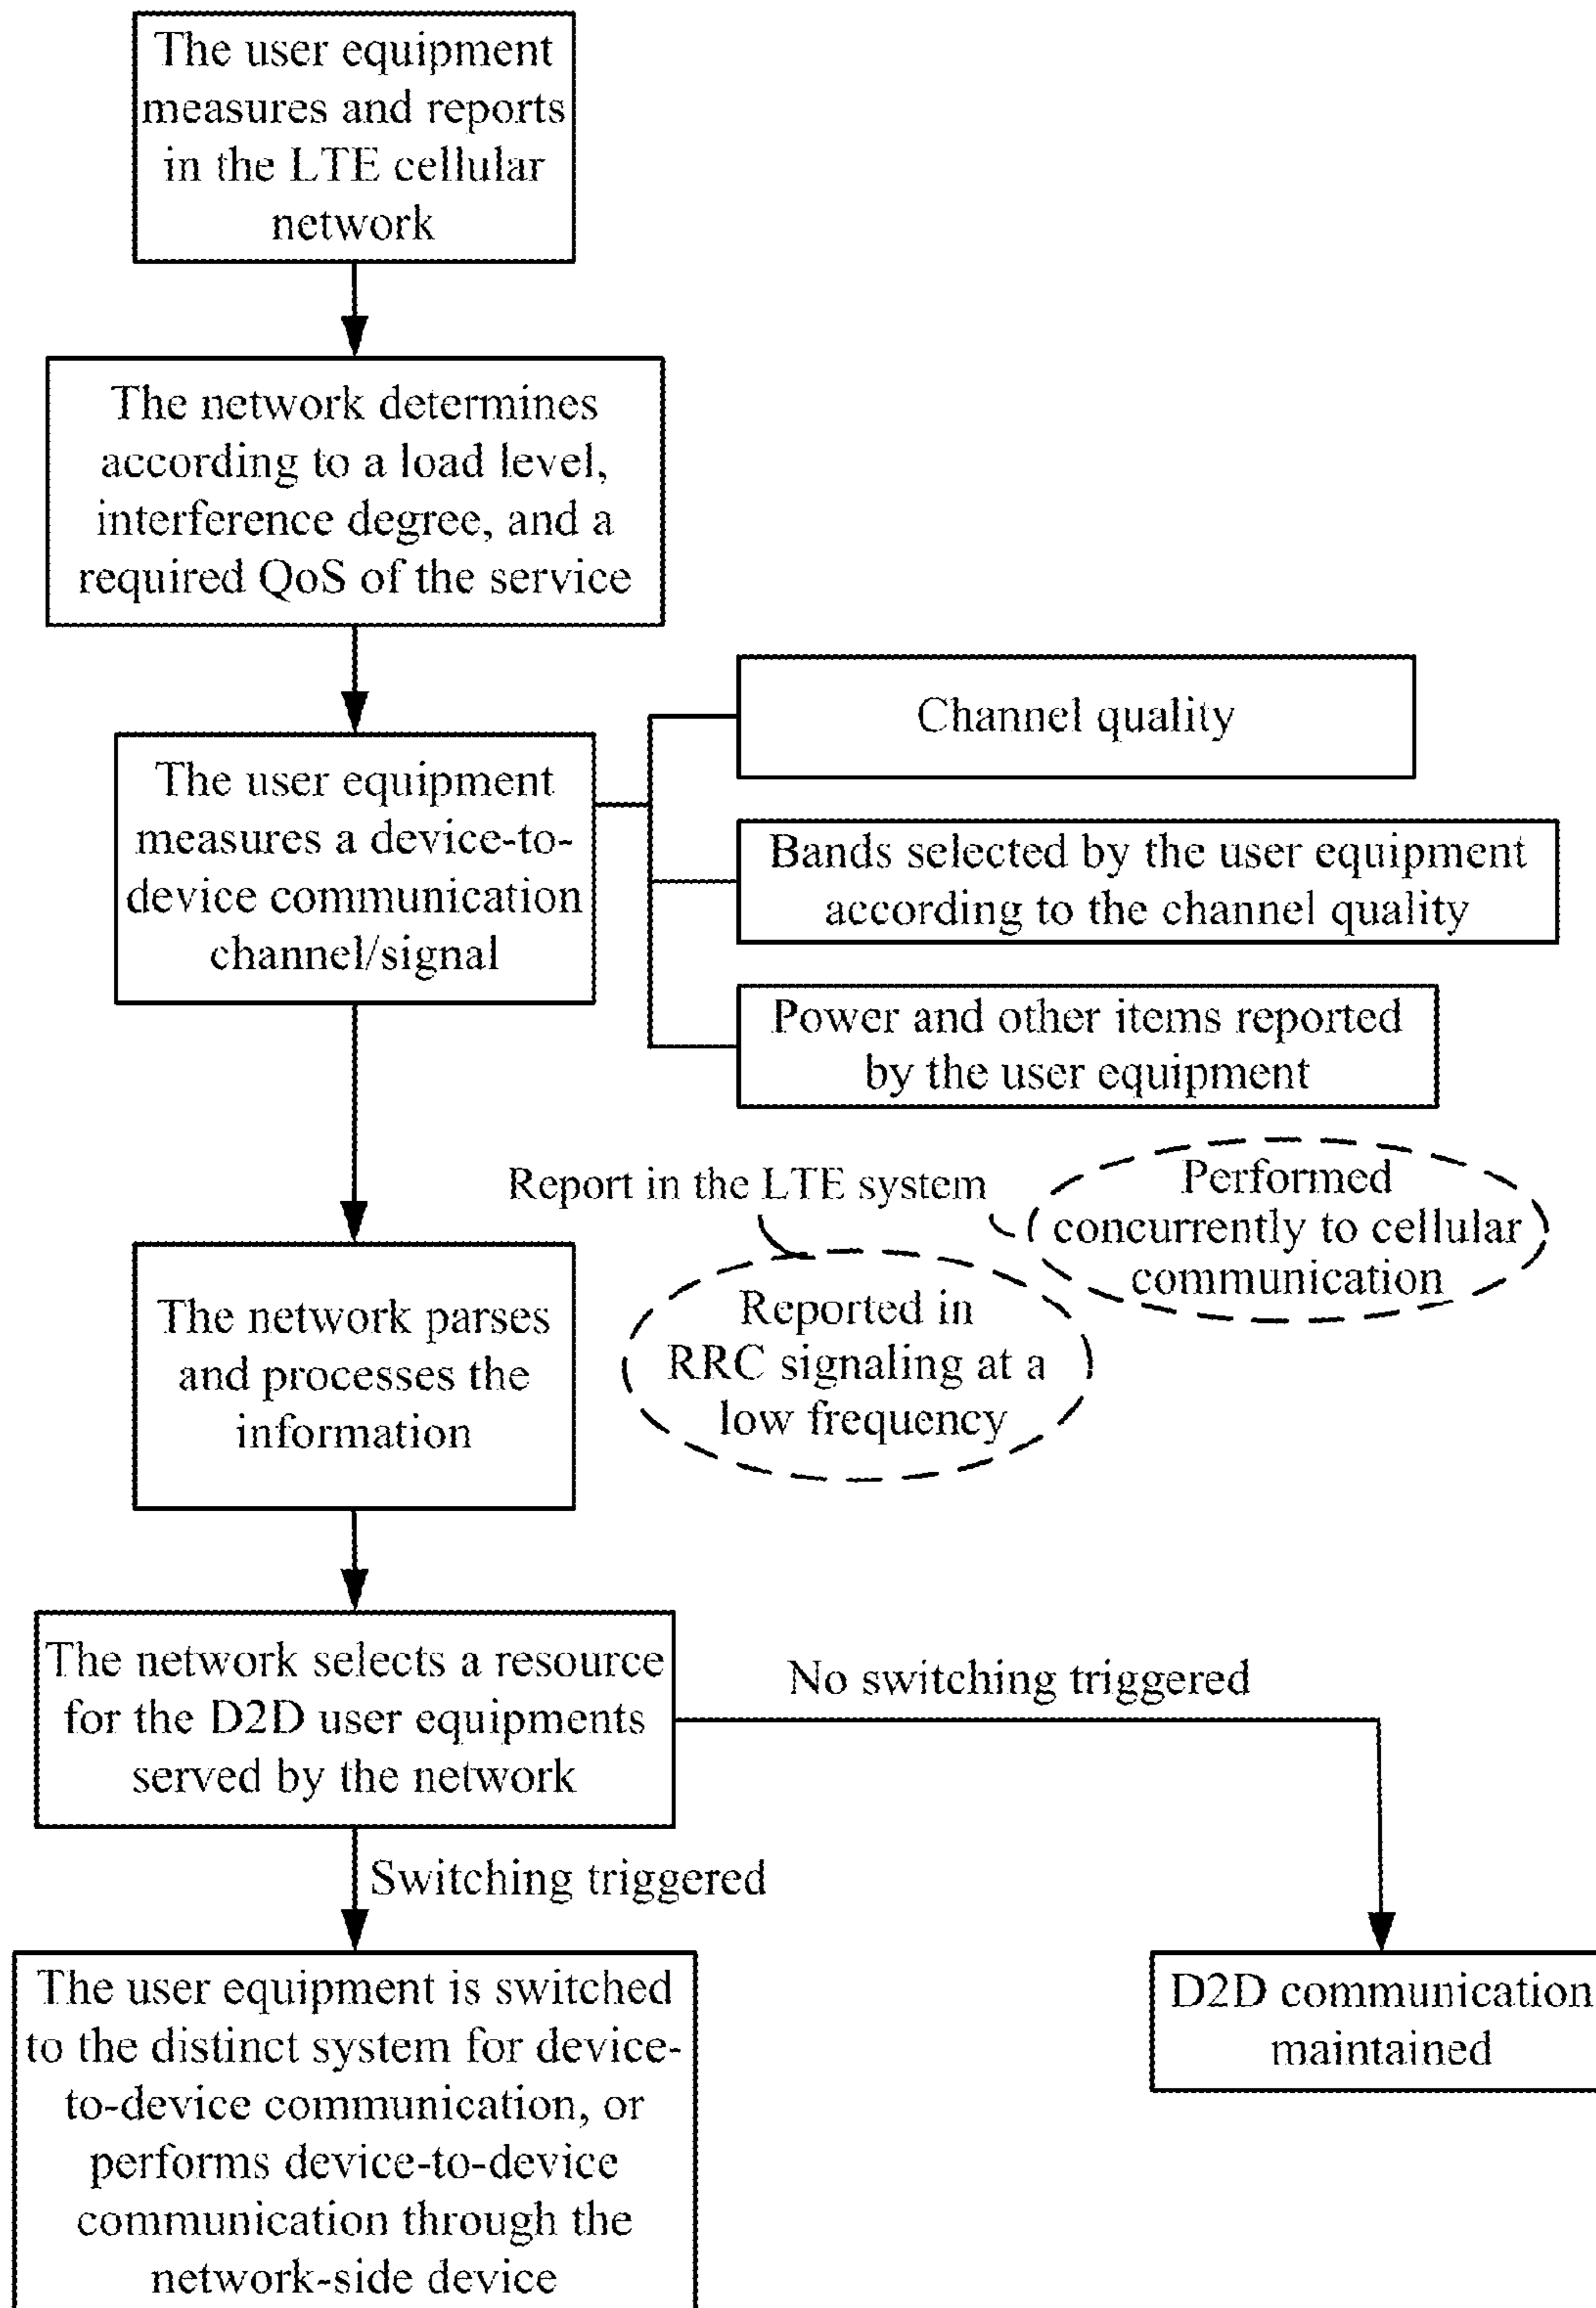 The user equipment
measures and reports
in the LTE cellular
network
The network determines
according to a load level,
interference degree, and a
required QoS of the service
The user equipment
measures a device-to-
device communication
channel/signal
Channel quality
Bands selected by the user equipment
according to the channel quality
Power and other items reported
by the user equipment
Report in the LTE system
Performed
concurrently to cellular
communication
Reported in
RRC signaling at a
low frequency
The network parses
and processes the
information
The network selects a resource
for the D2D user equipments
served by the network
No switching triggered
Switching triggered
The user equipment is switched
to the distinct system for device-
to-device communication, or
performs device-to-device
communication through the
network-side device
D2D communication
maintained